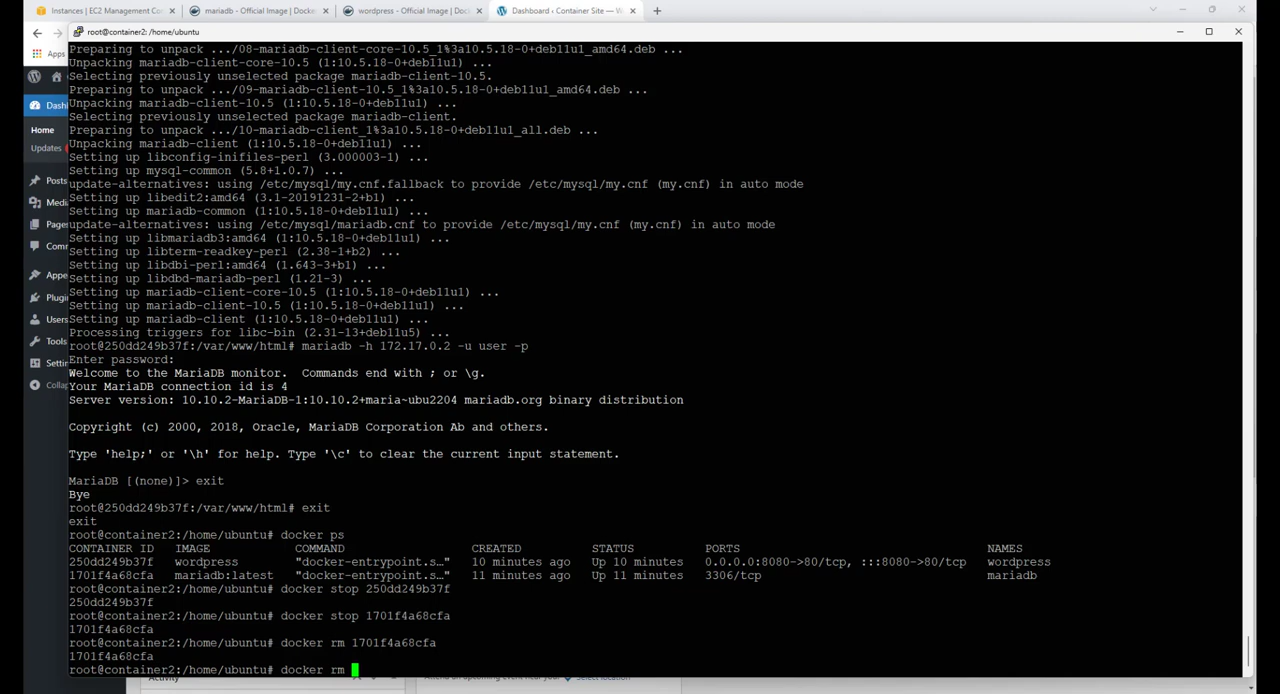 Instances | EC2 Management Co
mariadb - Official Image | Docke
wordpress - Official Image | Doc
Dashboard ‹ Container Site — W
root@container2: /home/ubuntu
Apps
Dashb
Home
Updates
Posts
Media
Pages
Comm
Appe
Plugin
Users
Tools
Settin
Collap
Preparing to unpack .../08-mariadb-client-core-10.5_1%3a10.5.18-0+deb11u1_amd64.deb ...
Unpacking mariadb-client-core-10.5 (1:10.5.18-0+deb11u1) ...
Selecting previously unselected package mariadb-client-10.5.
Preparing to unpack .../09-mariadb-client-10.5_1%3a10.5.18-0+deb11u1_amd64.deb ...
Unpacking mariadb-client-10.5 (1:10.5.18-0+deb11u1) ...
Selecting previously unselected package mariadb-client.
Preparing to unpack .../10-mariadb-client_1%3a10.5.18-0+deb11u1_all.deb ...
Unpacking mariadb-client (1:10.5.18-0+deb11u1) ...
Setting up libconfig-inifiles-perl (3.000003-1) ...
Setting up mysql-common (5.8+1.0.7) ...
update-alternatives: using /etc/mysql/my.cnf.fallback to provide /etc/mysql/my.cnf (my.cnf) in auto mode
Setting up libedit2:amd64 (3.1-20191231-2+b1) ...
Setting up mariadb-common (1:10.5.18-0+deb11u1) ...
update-alternatives: using /etc/mysql/mariadb.cnf to provide /etc/mysql/my.cnf (my.cnf) in auto mode
Setting up libmariadb3:amd64 (1:10.5.18-0+deb11u1) ...
Setting up libterm-readkey-perl (2.38-1+b2) ...
Setting up libdbi-perl:amd64 (1.643-3+b1) ...
Setting up libdbd-mariadb-perl (1.21-3) ...
Setting up mariadb-client-core-10.5 (1:10.5.18-0+deb11u1) ...
Setting up mariadb-client-10.5 (1:10.5.18-0+deb11u1) ...
Setting up mariadb-client (1:10.5.18-0+deb11u1) ...
Processing triggers for libc-bin (2.31-13+deb11u5) ...
root@250dd249b37f:/var/www/html# mariadb -h 172.17.0.2 -u user -p
Enter password:
Welcome to the MariaDB monitor.  Commands end with ; or \g.
Your MariaDB connection id is 4
Server version: 10.10.2-MariaDB-1:10.10.2+maria~ubu2204 mariadb.org binary distribution
Copyright (c) 2000, 2018, Oracle, MariaDB Corporation Ab and others.
Type 'help;' or '\h' for help. Type '\c' to clear the current input statement.
MariaDB [(none)]> exit
Bye
root@250dd249b37f:/var/www/html# exit
exit
root@container2:/home/ubuntu# docker ps
CONTAINER ID   IMAGE   COMMAND   CREATED   STATUS   PORTS   NAMES
250dd249b37f   wordpress   "docker-entrypoint.s…"   10 minutes ago   Up 10 minutes   0.0.0.0:8080->80/tcp, :::8080->80/tcp   wordpress
1701f4a68cfa   mariadb:latest   "docker-entrypoint.s…"   11 minutes ago   Up 11 minutes   3306/tcp   mariadb
root@container2:/home/ubuntu# docker stop 250dd249b37f
250dd249b37f
root@container2:/home/ubuntu# docker stop 1701f4a68cfa
1701f4a68cfa
root@container2:/home/ubuntu# docker rm 1701f4a68cfa
1701f4a68cfa
root@container2:/home/ubuntu# docker rm